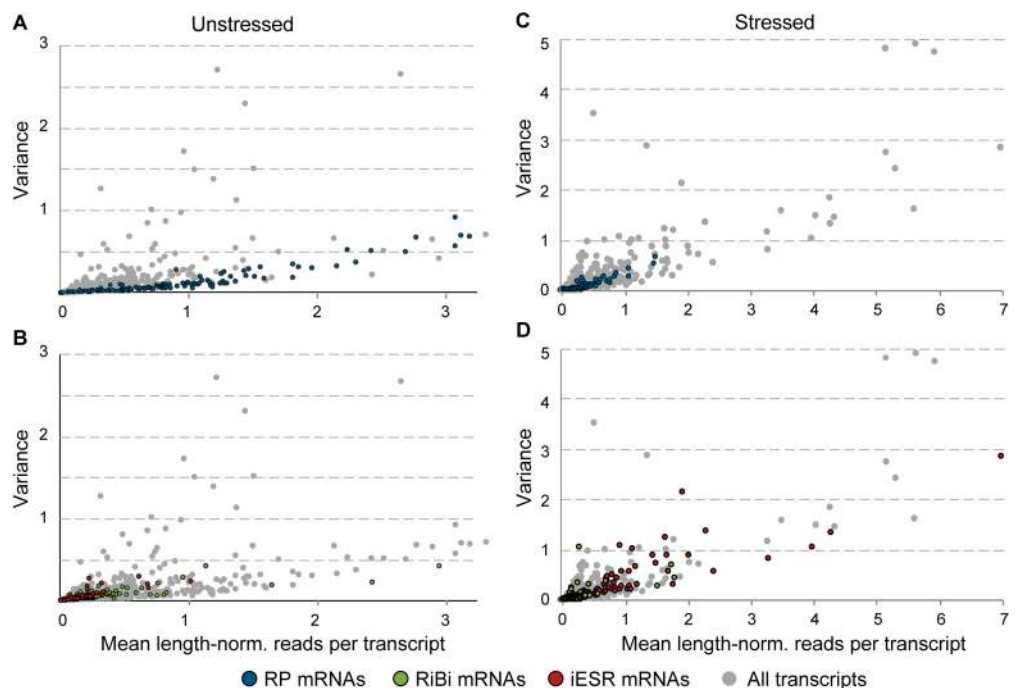 A
Unstressed
3
2
1
Variance
0
1
2
3
B
3
2
1
Variance
0
1
2
3
Mean length-norm. reads per transcript
C
Stressed
5
4
3
2
1
0
Variance
0
1
2
3
4
5
6
7
D
5
4
3
2
1
0
Variance
0
1
2
3
4
5
6
7
Mean length-norm. reads per transcript
RP mRNAs
RiBi mRNAs
iESR mRNAs
All transcripts